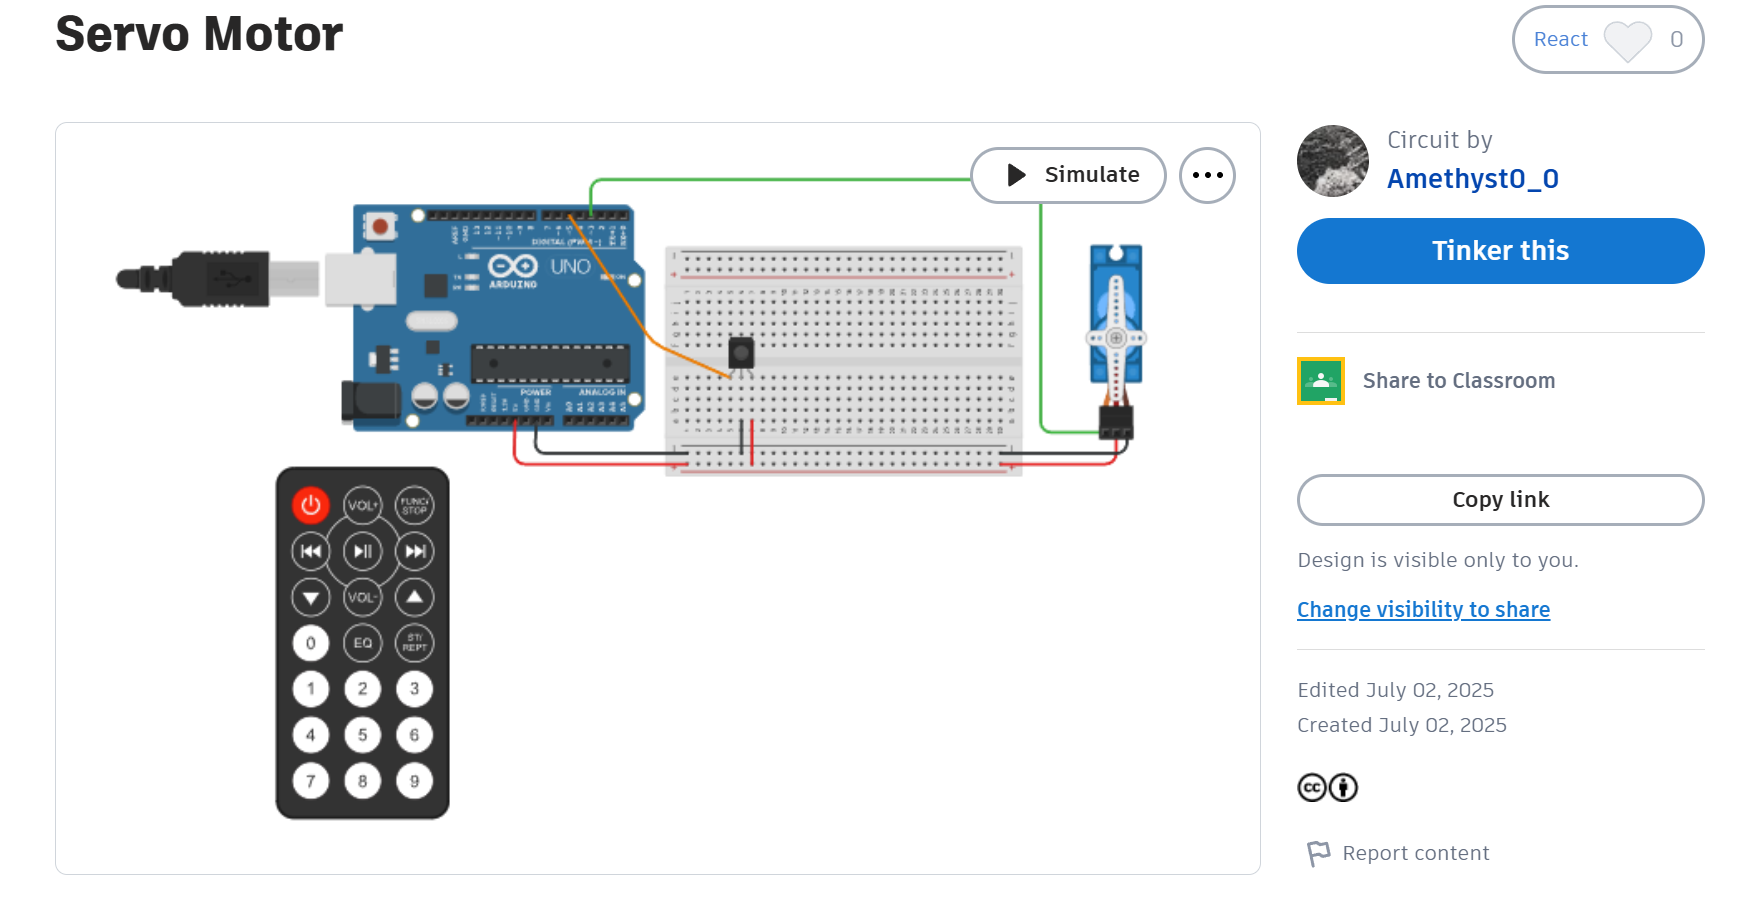 Servo Motor
React 0
Simulate
Circuit by
Amethyst0_0
Tinker this
Share to Classroom
Copy link
Design is visible only to you.
Change visibility to share
Edited July 02, 2025
Created July 02, 2025
cc
Report content
UNO
ARDUINO
POWER
ANALOG IN
VOL+ FUNC/
STOP
VOL-
0 EQ ST/
REPT
1 2 3
4 5 6
7 8 9